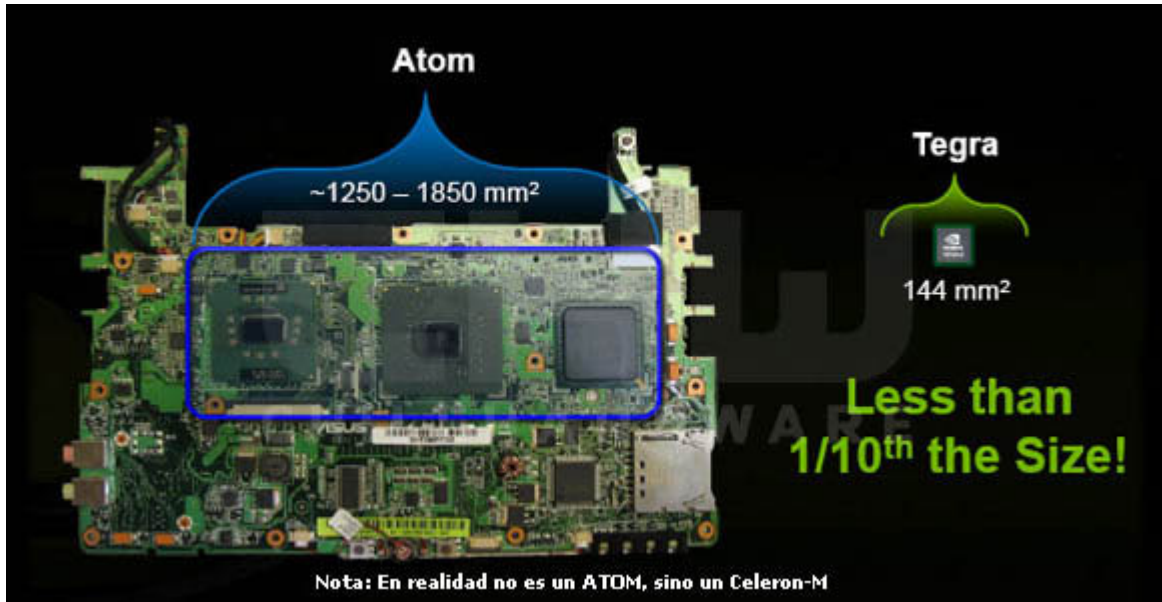 Atom
~1250 – 1850 mm²
Tegra
144 mm²
Less than
1/10th the Size!
Nota: En realidad no es un ATOM, sino un Celeron-M